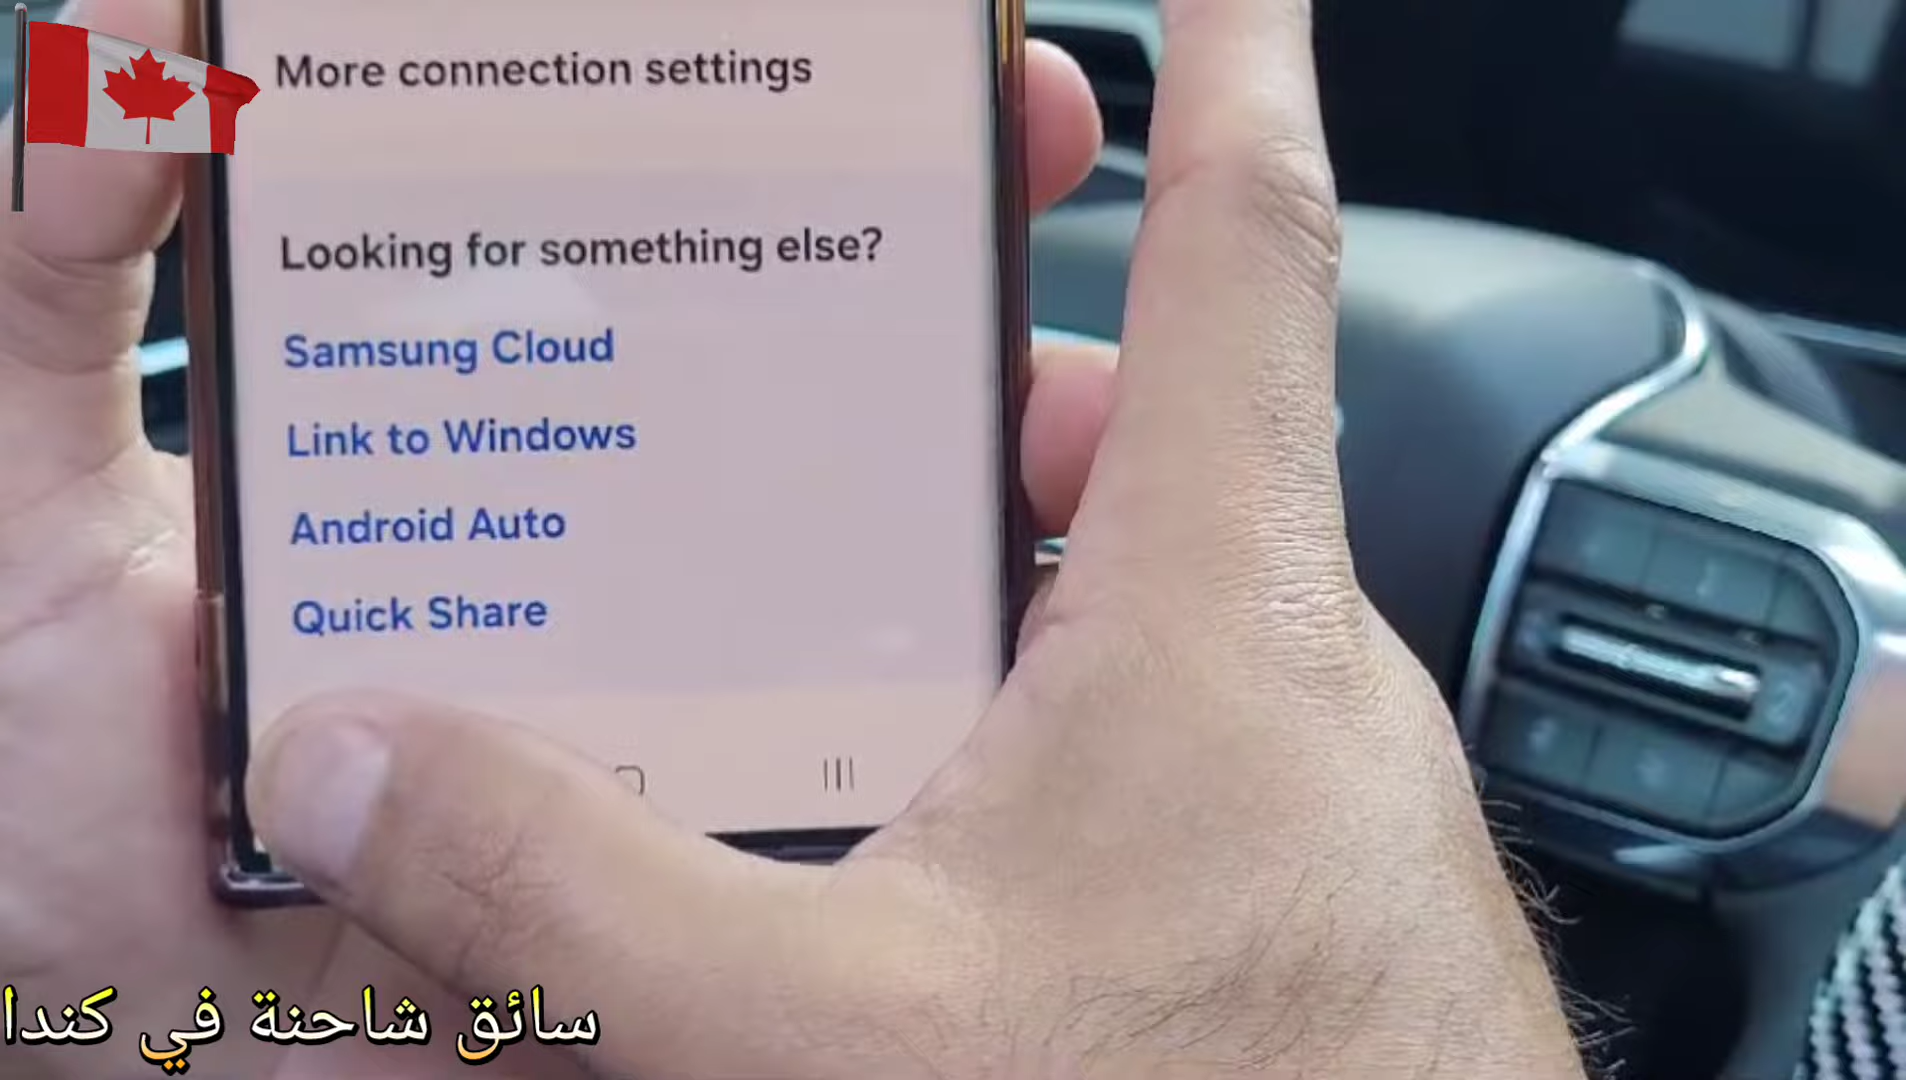 More connection settings
Looking for something else?
Samsung Cloud
Link to Windows
Android Auto
Quick Share
سائق شاحنة في كندا